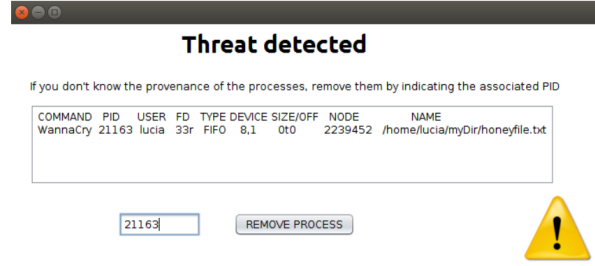 Threat detected
If you don't know the provenance of the processes, remove them by indicating the associated PID
COMMAND PID USER FD TYPE DEVICE SIZE/OFF NODE NAME
WannaCry 21163 lucia 33r FIFO 8,1 0t0 2239452 /home/lucia/myDir/honeyfile.txt
21163 REMOVE PROCESS
!